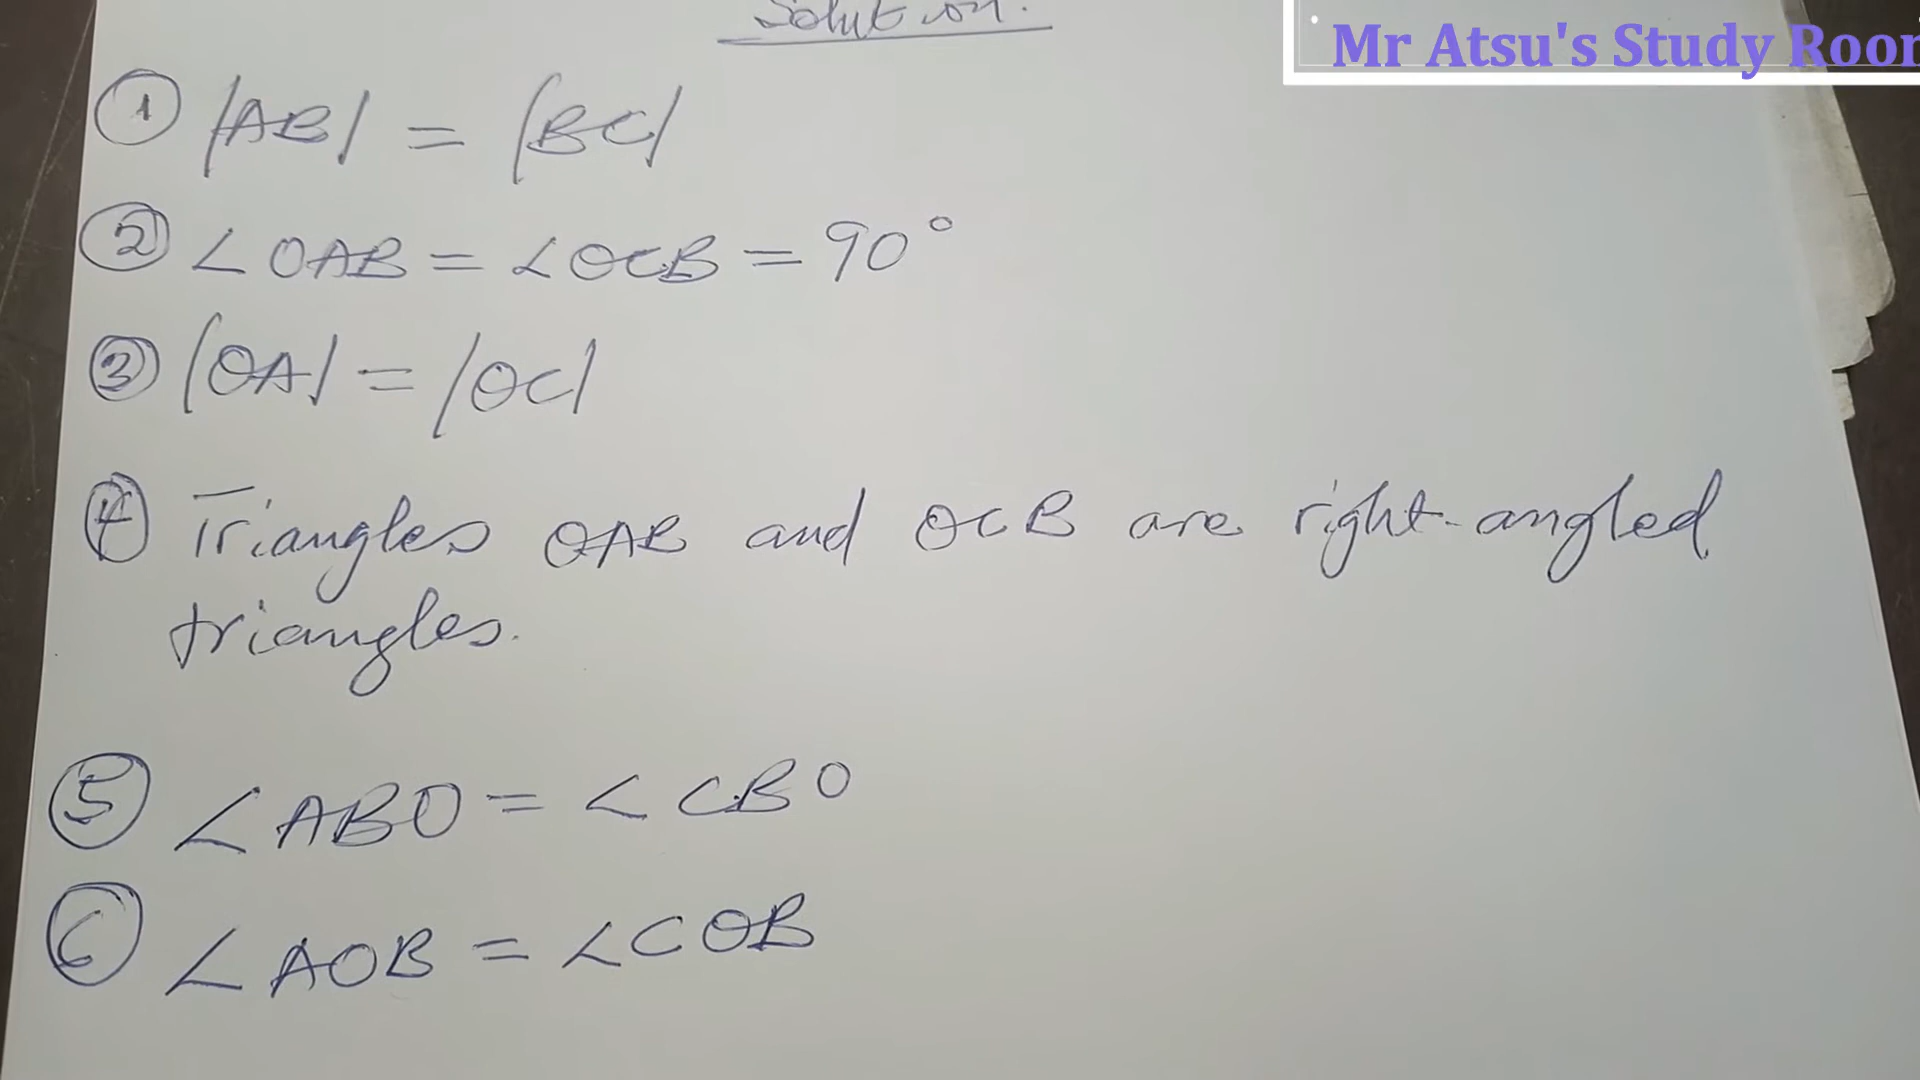 Solution.
Mr Atsu's Study Roor
① |AB| = |BC|
② ∠OAB = ∠OCB = 90°
③ |OA| = |OC|
④ Triangles OAB and OCB are right-angled
triangles.
⑤ ∠ABO = ∠CBO
⑥ ∠AOB = ∠COB